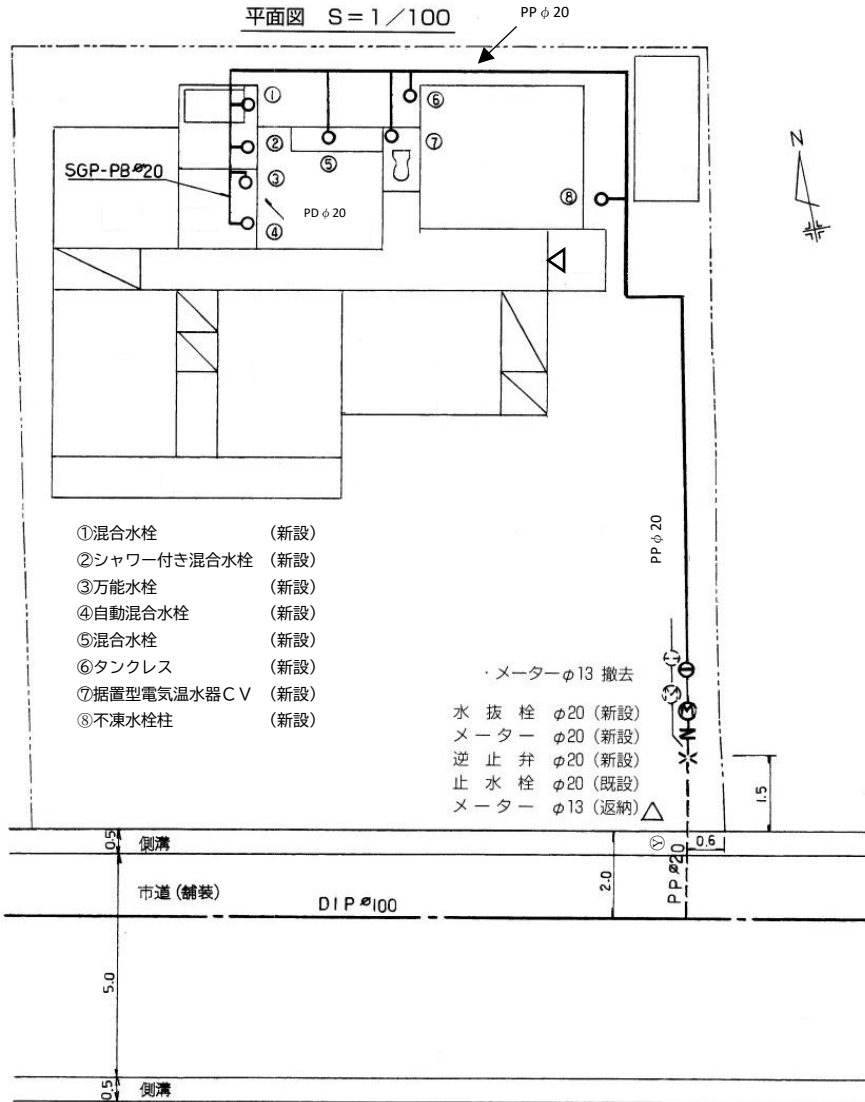 平面図 S=1/100
PPφ20
①
②
③
④
⑤
⑥
⑦
⑧
SGP-PBφ20
PDφ20
N
①混合水栓 (新設)
②シャワー付き混合水栓 (新設)
③万能水栓 (新設)
④自動混合水栓 (新設)
⑤混合水栓 (新設)
⑥タンクレス (新設)
⑦据置型電気温水器CV (新設)
⑧不凍水栓柱 (新設)
PPφ20
・メーターφ13 撤去
水抜栓 φ20 (新設)
メーター φ20 (新設)
逆止弁 φ20 (新設)
止水栓 φ20 (既設)
メーター φ13 (返納)
M
N
1.5
0.5
側溝
Ⓨ
0.6
市道(舗装)
DIPφ100
2.0
PPφ20
5.0
0.5
側溝